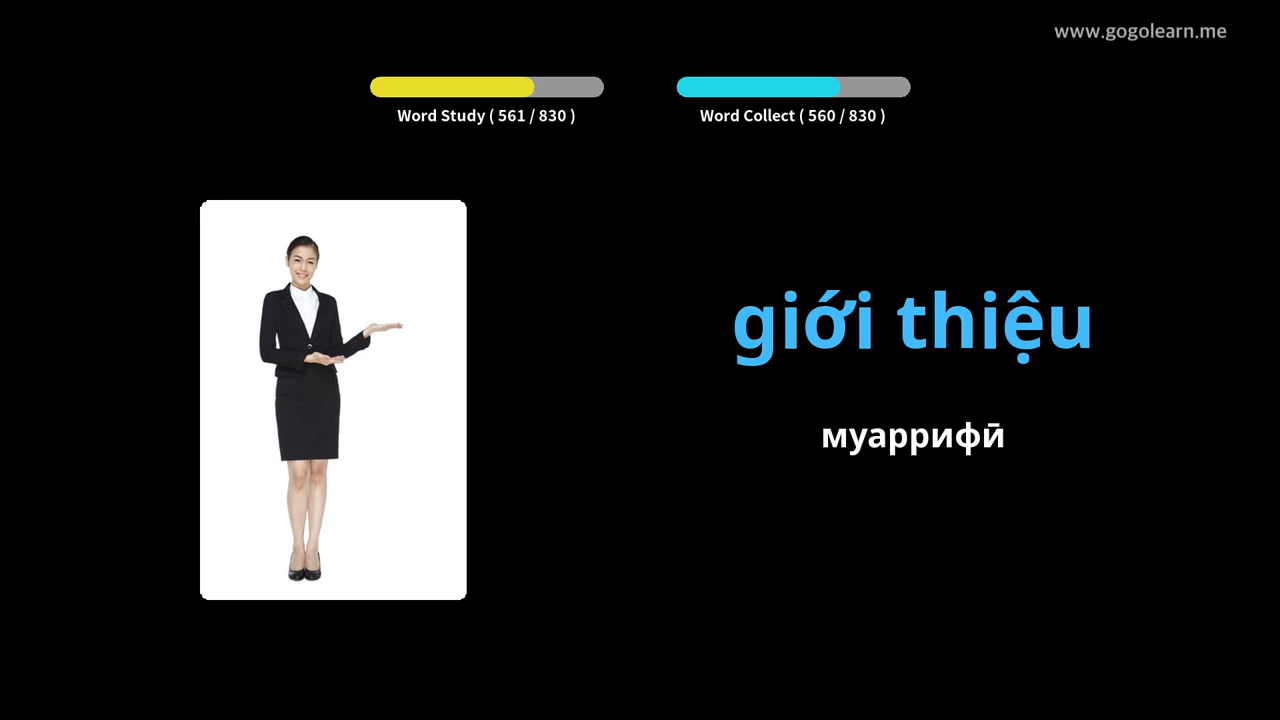 www.gogolearn.me
Word Study ( 561 / 830 )
Word Collect ( 560 / 830 )
giới thiệu
муаррифӣ